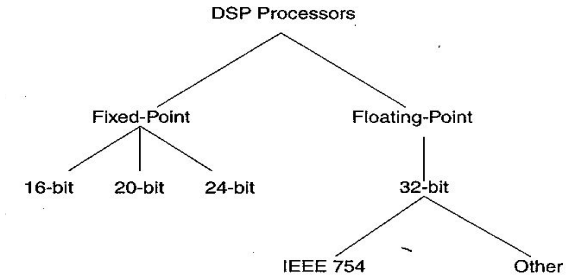 DSP Processors
Fixed-Point Floating-Point
16-bit 20-bit 24-bit 32-bit
IEEE 754 Other